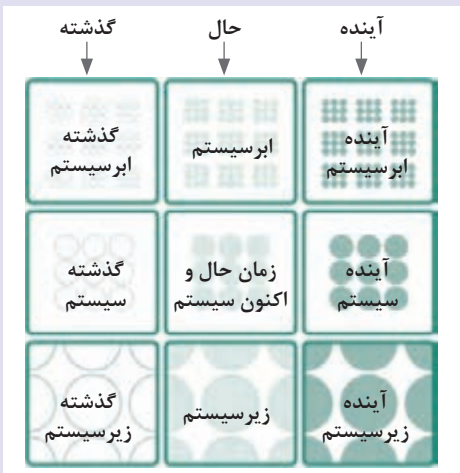 آینده حال گذشته
آینده
ابرسیستم
ابرسیستم
گذشته
ابرسیستم
آینده
سیستم
زمان حال و
اکنون سیستم
گذشته
سیستم
آینده
زیرسیستم
زیرسیستم
گذشته
زیرسیستم